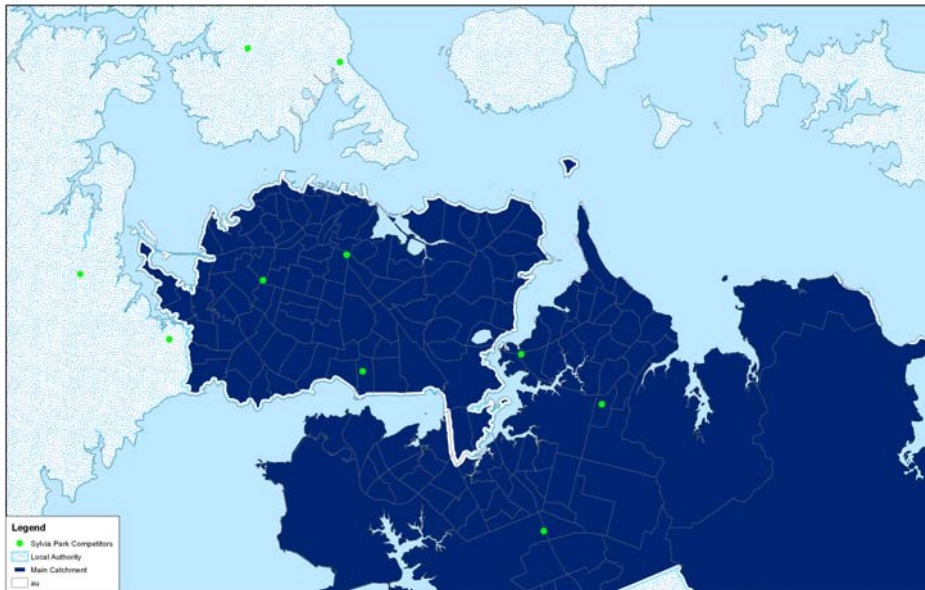 Legend
Sylvia Park Competitors
Local Authority
Main Catchment
au